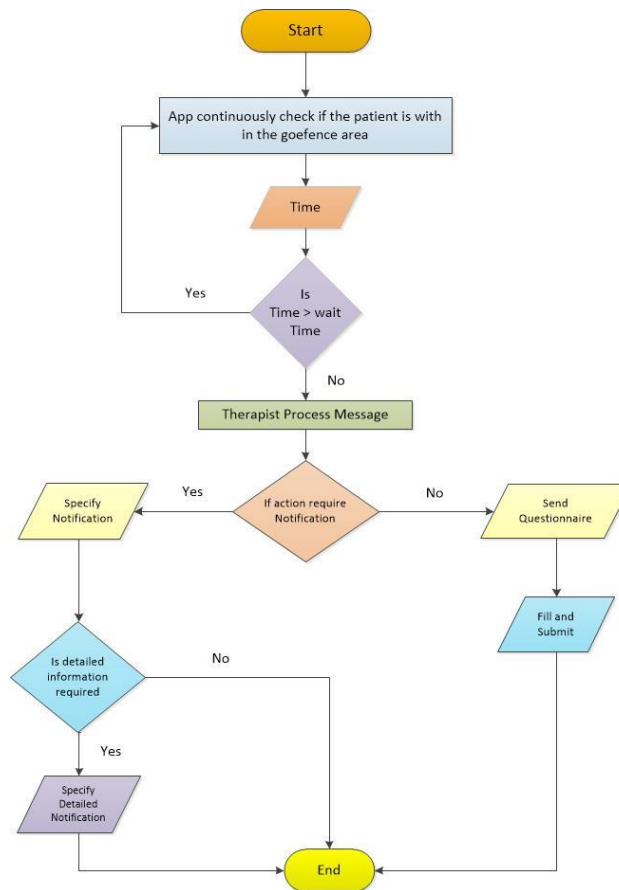 Start
App continuously check if the patient is with
in the goefence area
Time
Is
Time > wait
Time
Yes
No
Therapist Process Message
If action require
Notification
Yes
No
Specify
Notification
Send
Questionnaire
Fill and
Submit
Is detailed
information
required
No
Yes
Specify
Detailed
Notification
End